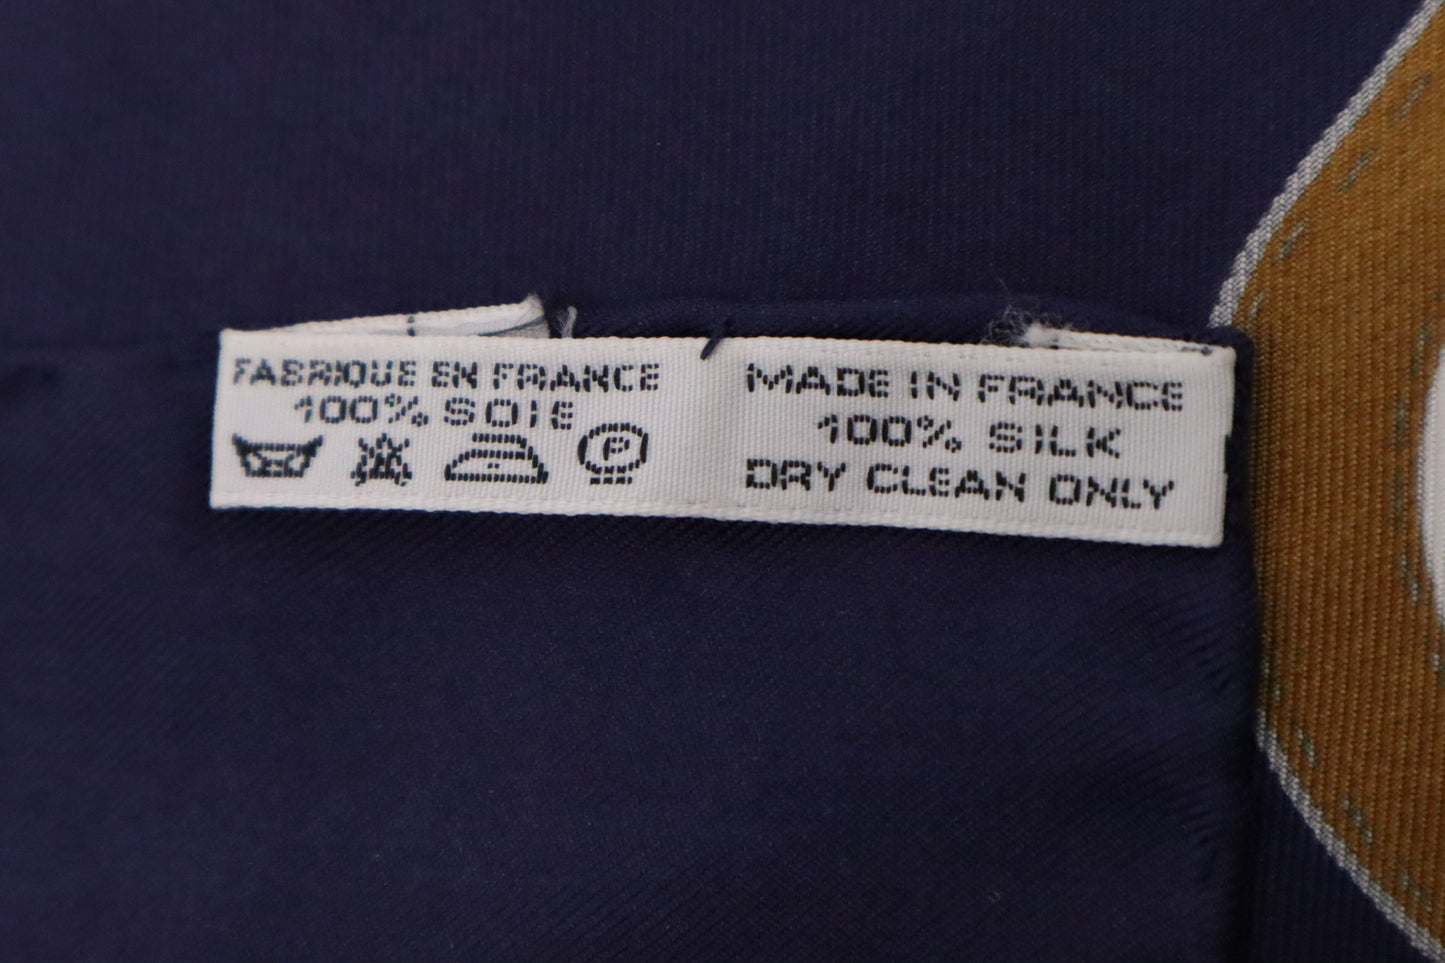 FABRIQUE EN FRANCE
100% SOIE
P
MADE IN FRANCE
100% SILK
DRY CLEAN ONLY